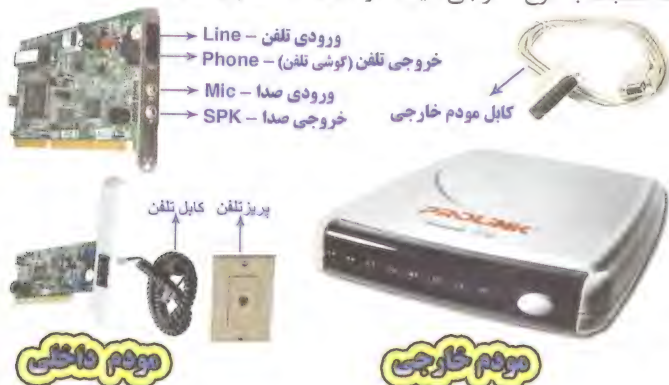 ورودی تلفن – Line
خروجی تلفن (گوشی تلفن) – Phone
ورودی صدا – Mic
خروجی صدا – SPK
کابل مودم خارجی
پریز تلفن
کابل تلفن
PROLINK
مودم خارجی
مودم داخلی